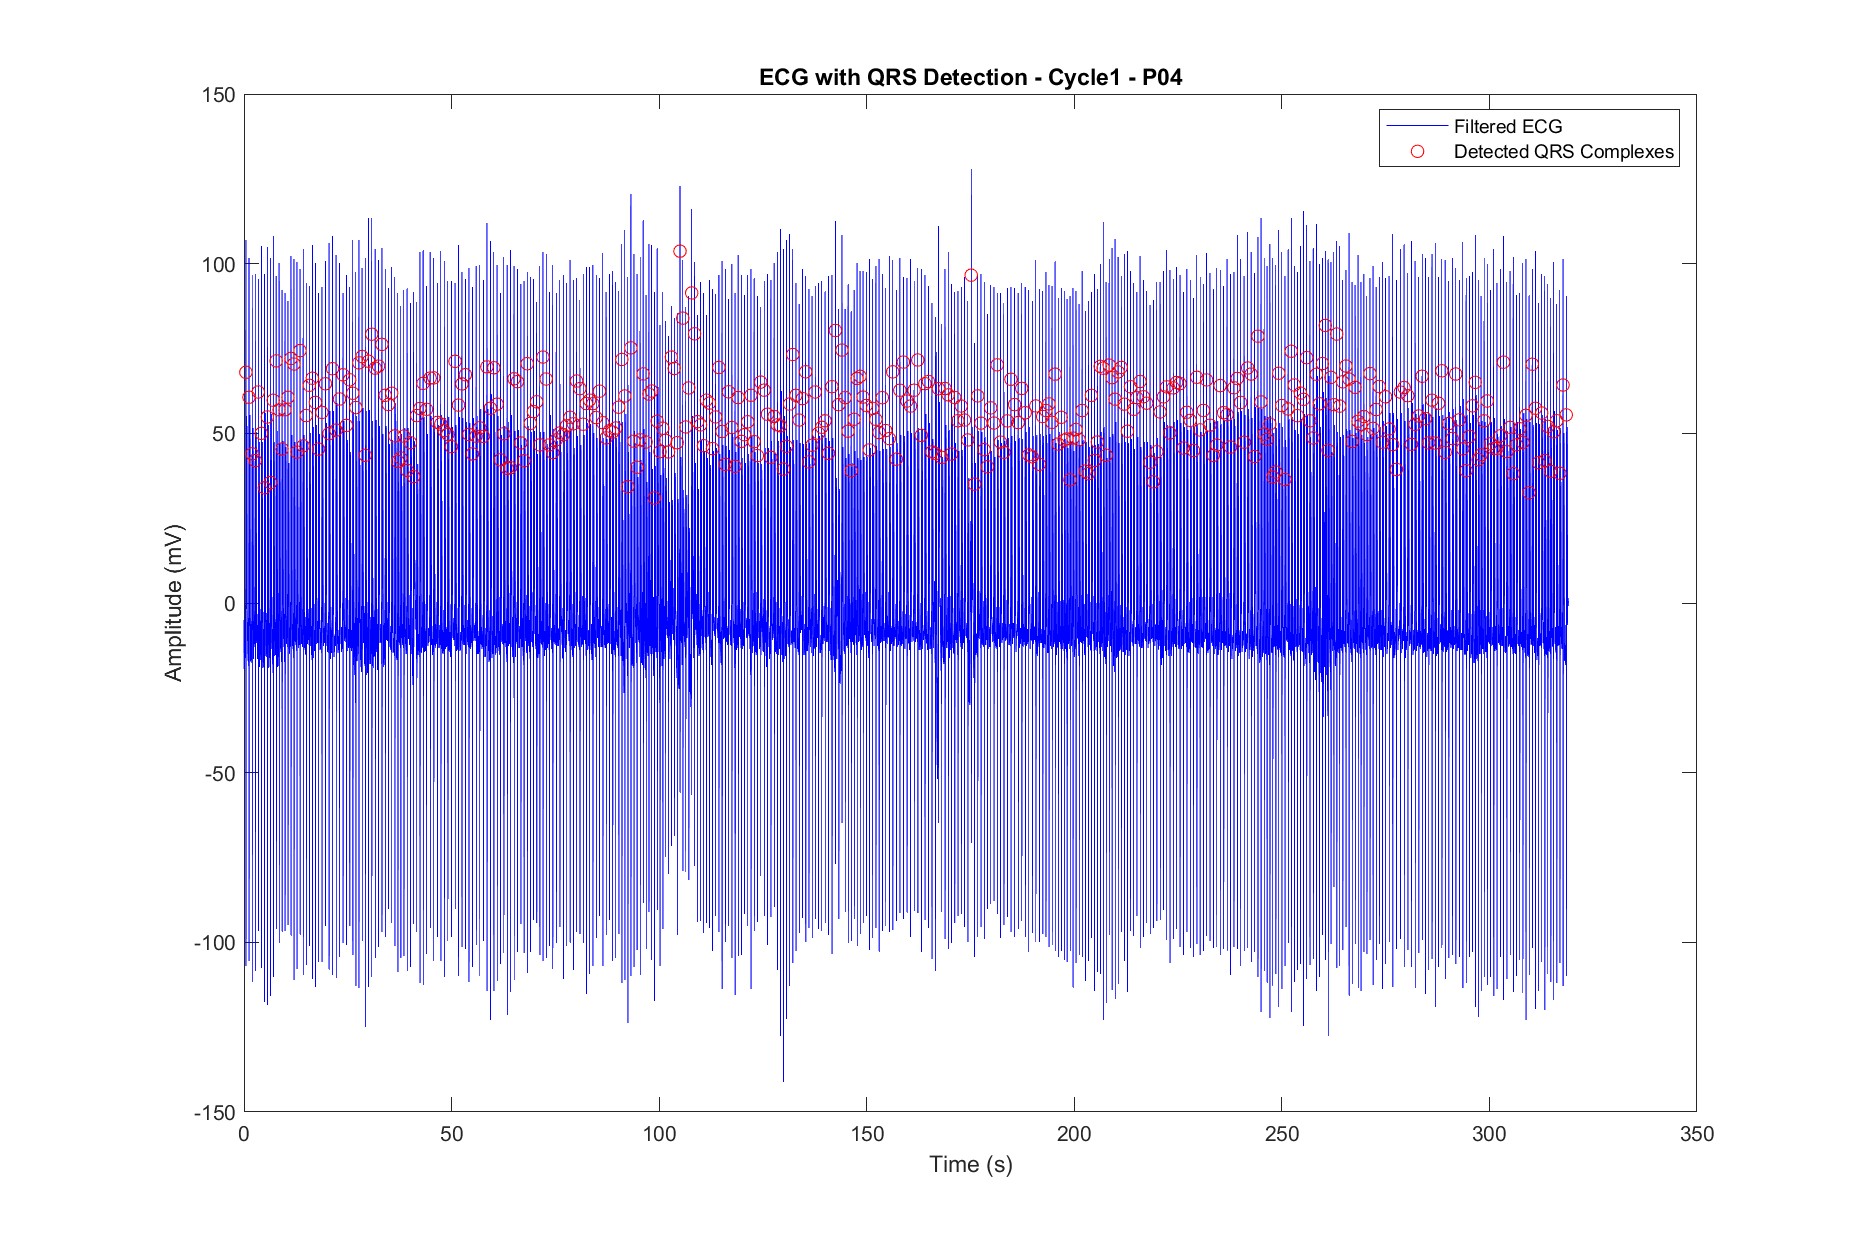 ECG with QRS Detection - Cycle1 - P04
Filtered ECG
Detected QRS Complexes
Amplitude (mV)
150
100
50
0
-50
-100
-150
0 50 100 150 200 250 300 350
Time (s)